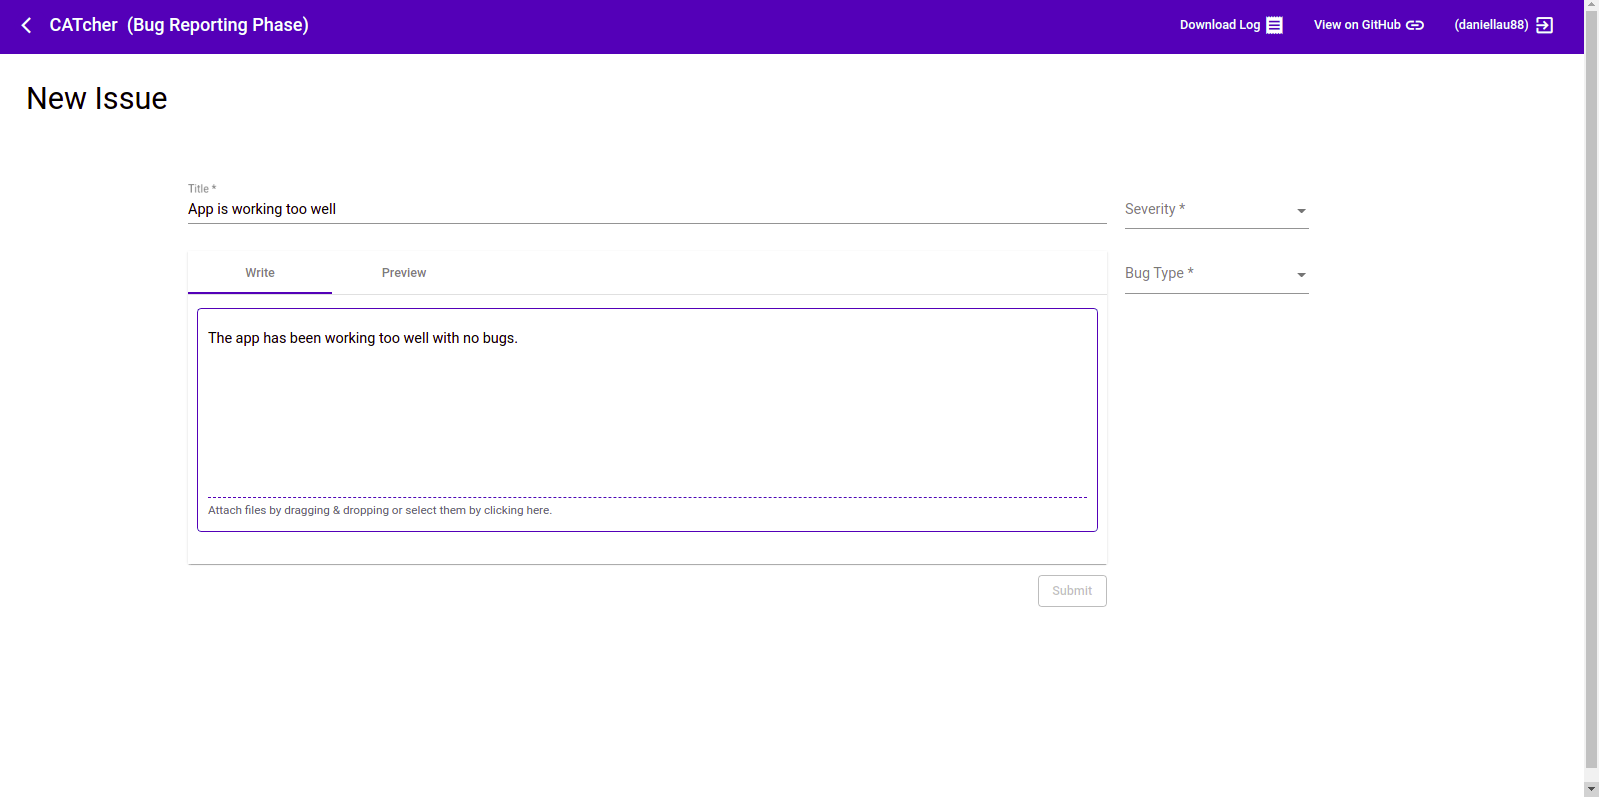 CATcher (Bug Reporting Phase)
Download Log
View on GitHub
(daniellau88)
New Issue
Title *
App is working too well
Severity *
Write
Preview
Bug Type *
The app has been working too well with no bugs.
Attach files by dragging & dropping or select them by clicking here.
Submit